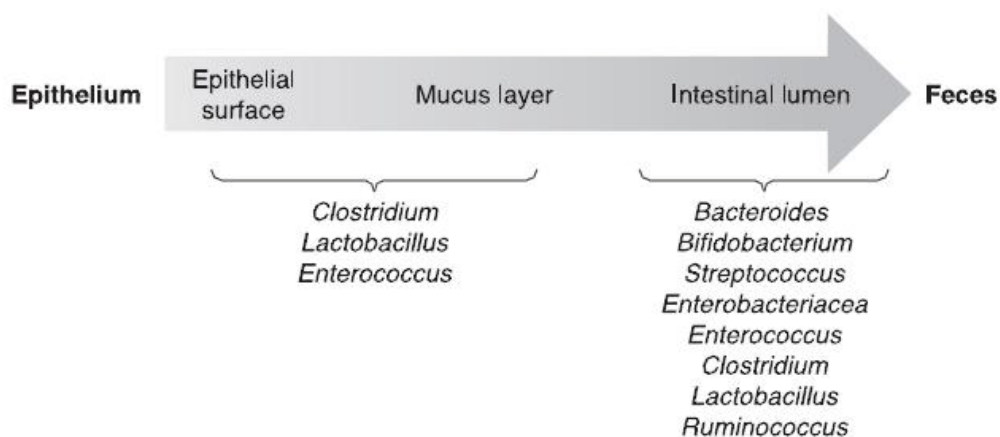 Epithelium
Epithelial
surface
Mucus layer
Intestinal lumen
Feces
Clostridium
Lactobacillus
Enterococcus
Bacteroides
Bifidobacterium
Streptococcus
Enterobacteriacea
Enterococcus
Clostridium
Lactobacillus
Ruminococcus